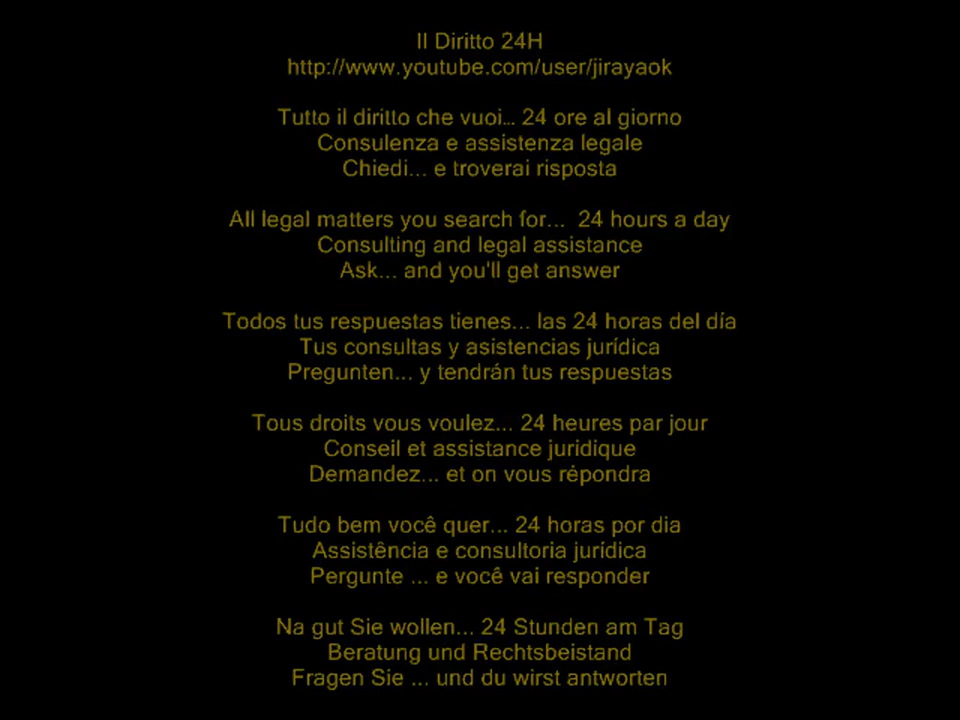 Il Diritto 24H
http://www.youtube.com/user/jirayaok
Tutto il diritto che vuoi... 24 ore al giorno
Consulenza e assistenza legale
Chiedi... e troverai risposta
All legal matters you search for...  24 hours a day
Consulting and legal assistance
Ask... and you'll get answer
Todos tus respuestas tienes... las 24 horas del día
Tus consultas y asistencias jurídica
Pregunten... y tendrán tus respuestas
Tous droits vous voulez... 24 heures par jour
Conseil et assistance juridique
Demandez... et on vous répondra
Tudo bem você quer... 24 horas por dia
Assistência e consultoria jurídica
Pergunte ... e você vai responder
Na gut Sie wollen... 24 Stunden am Tag
Beratung und Rechtsbeistand
Fragen Sie ... und du wirst antworten